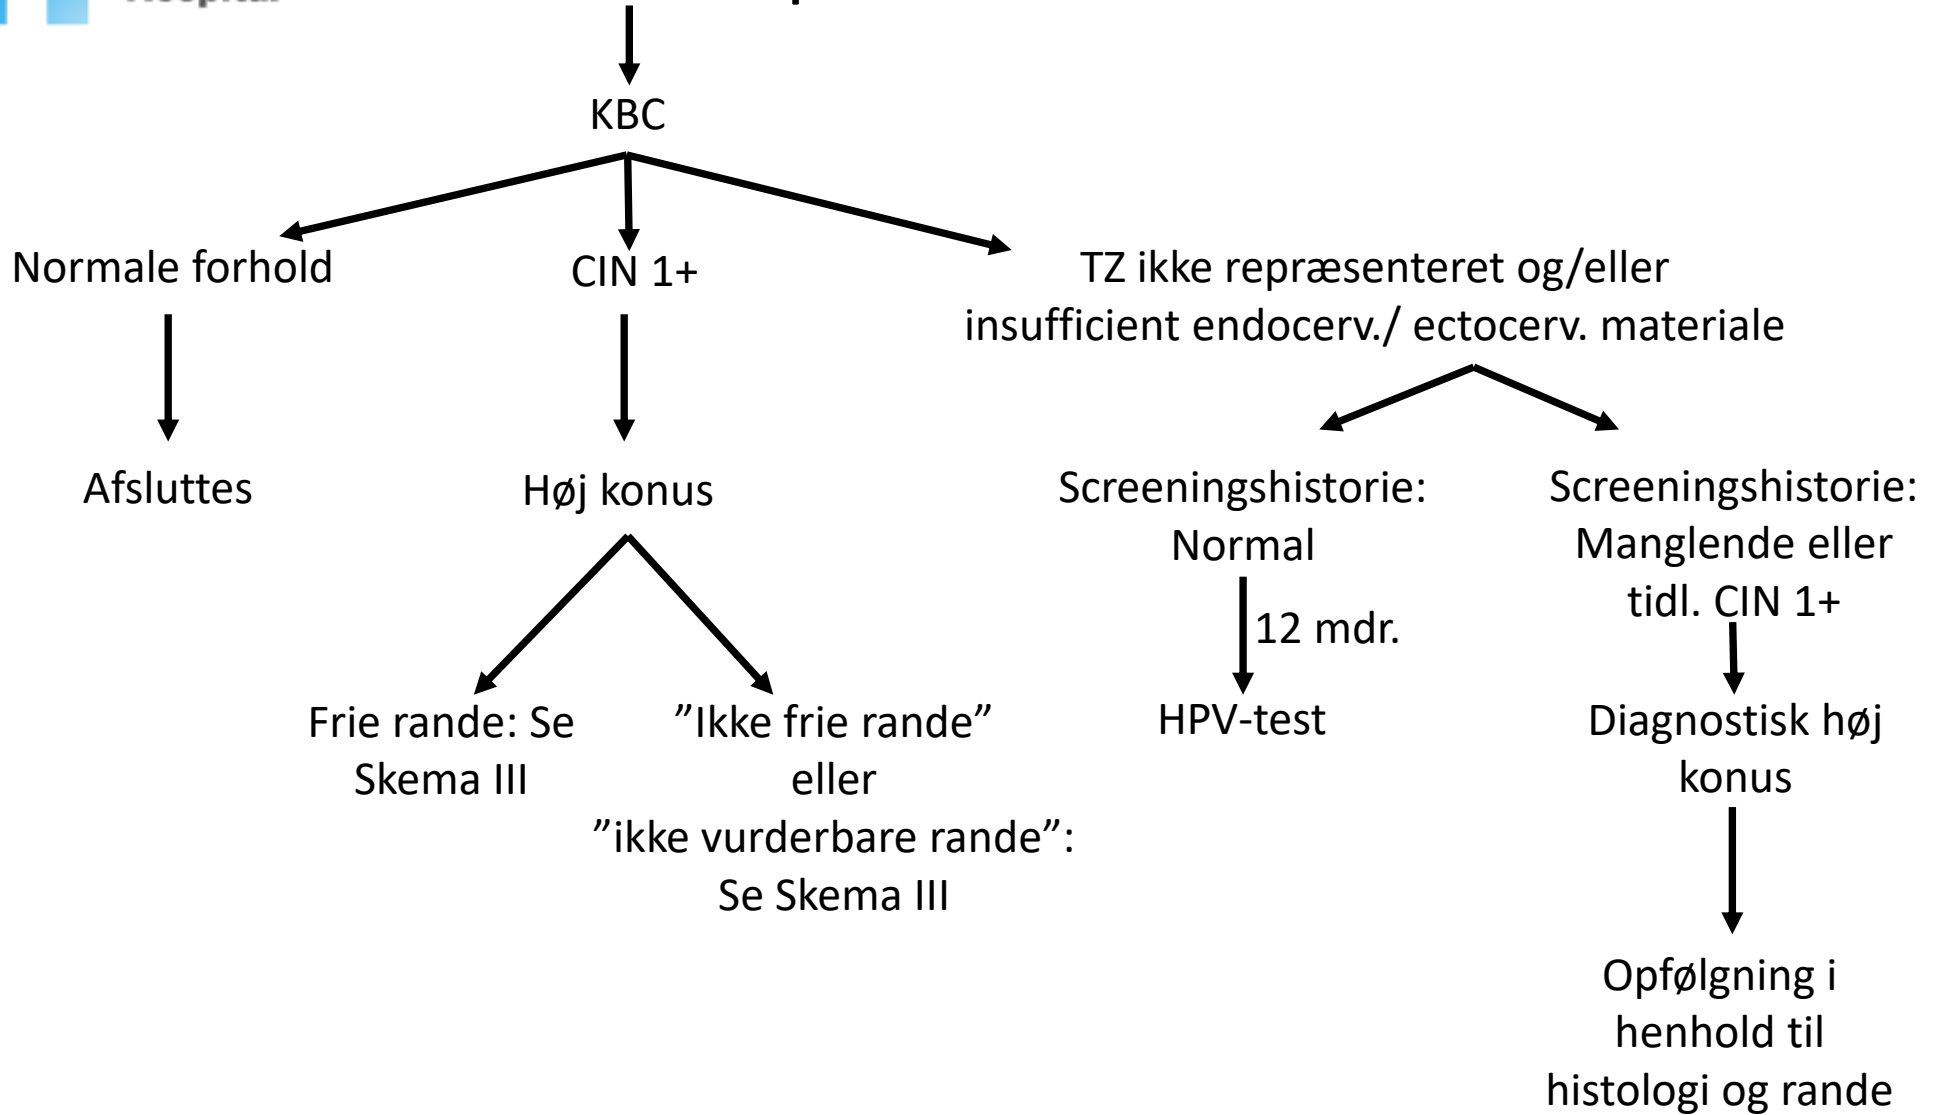 KBC
Normale forhold
CIN 1+
TZ ikke repræsenteret og/eller
insufficient endocerv./ ectocerv. materiale
Afsluttes
Høj konus
Screeningshistorie:
Normal
Screeningshistorie:
Manglende eller
tidl. CIN 1+
12 mdr.
Frie rande: Se
Skema III
”Ikke frie rande”
eller
”ikke vurderbare rande”:
Se Skema III
HPV-test
Diagnostisk høj
konus
Opfølgning i
henhold til
histologi og rande